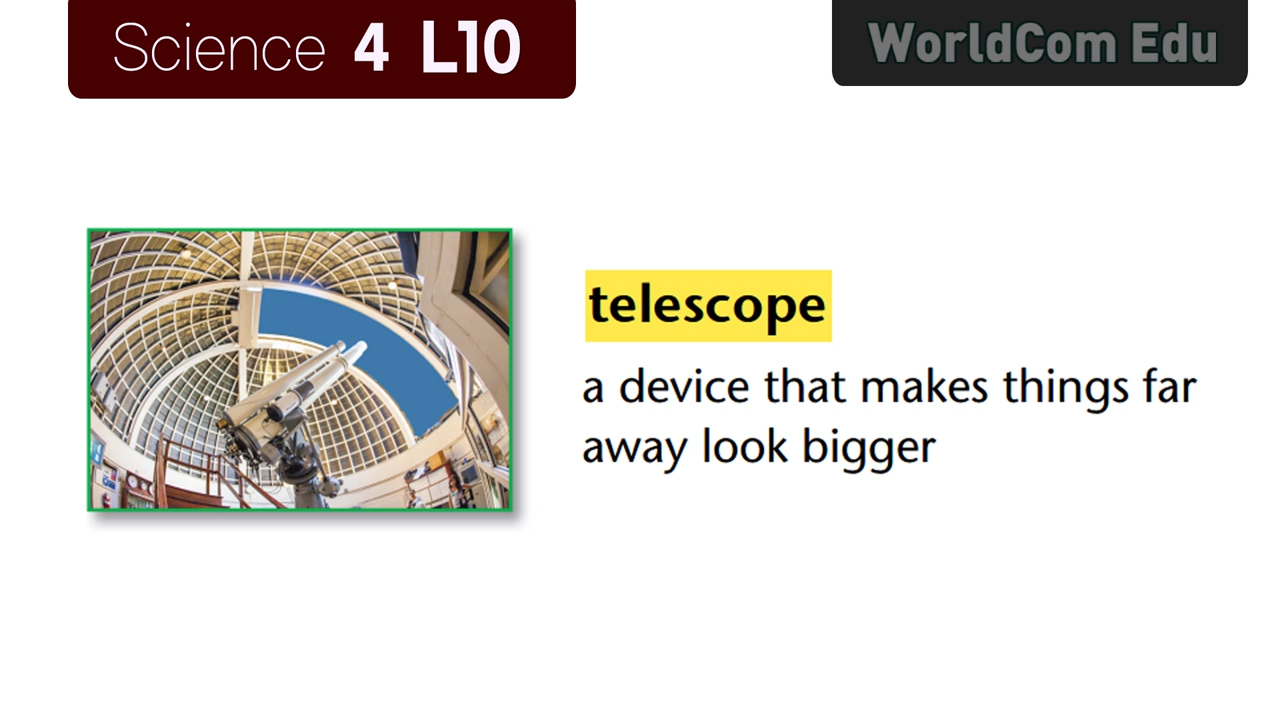 Science 4 L10
WorldCom Edu
telescope
a device that makes things far
away look bigger